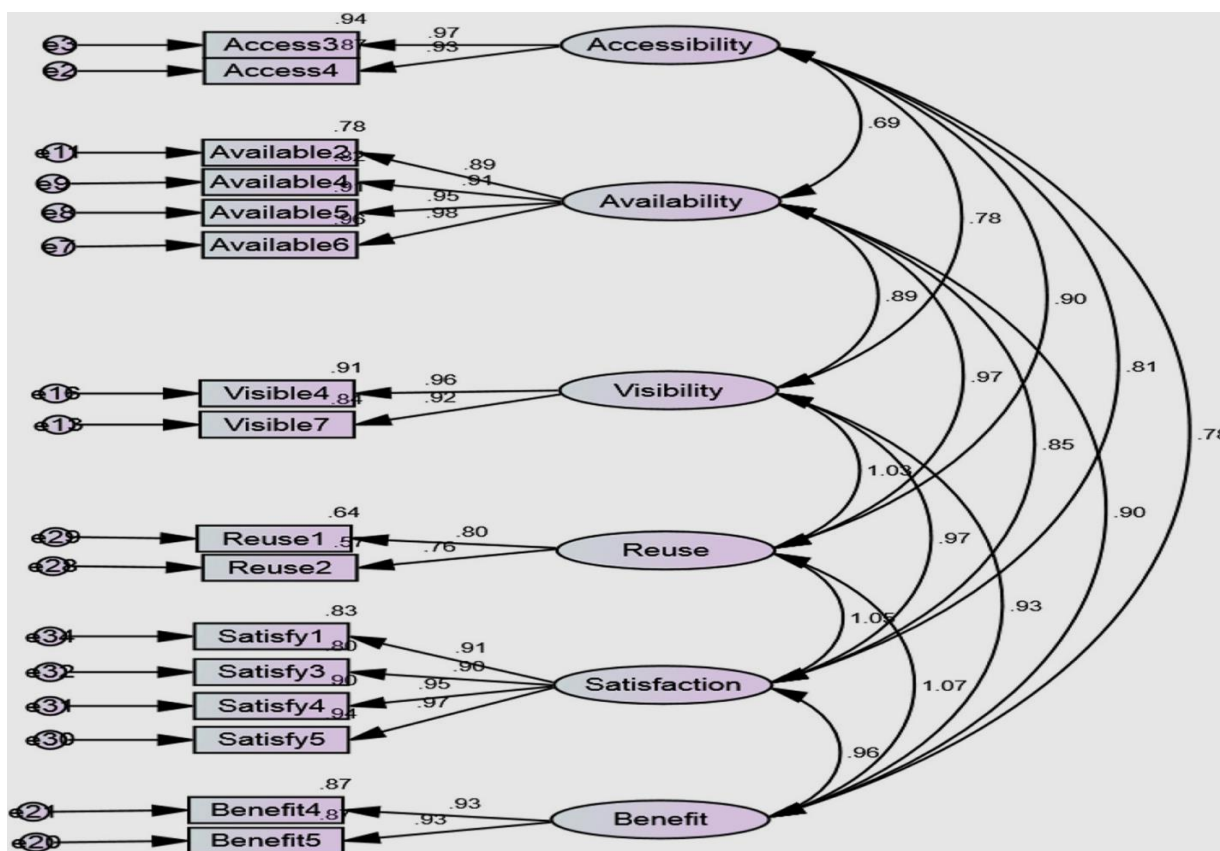 .94
e3 Access3 .87 .97 Accessibility
e2 Access4 .93
.69
.78
e11 Available2 .82 .89
e9 Available4 .91 .91
e8 Available5 .96 .95 Availability
e7 Available6 .98
.78
.89 .90
.91
e16 Visible4 .84 .96 Visibility .97 .81
e13 Visible7 .92
.78
.85
1.03
.64
e29 Reuse1 .57 .80 Reuse .97 .90
e28 Reuse2 .76
.93
.83
e34 Satisfy1 .80 .91 1.05
e32 Satisfy3 .90 .90 Satisfaction
e31 Satisfy4 .94 .95 1.07
e30 Satisfy5 .97
.96
.87
e21 Benefit4 .87 .93 Benefit
e20 Benefit5 .93